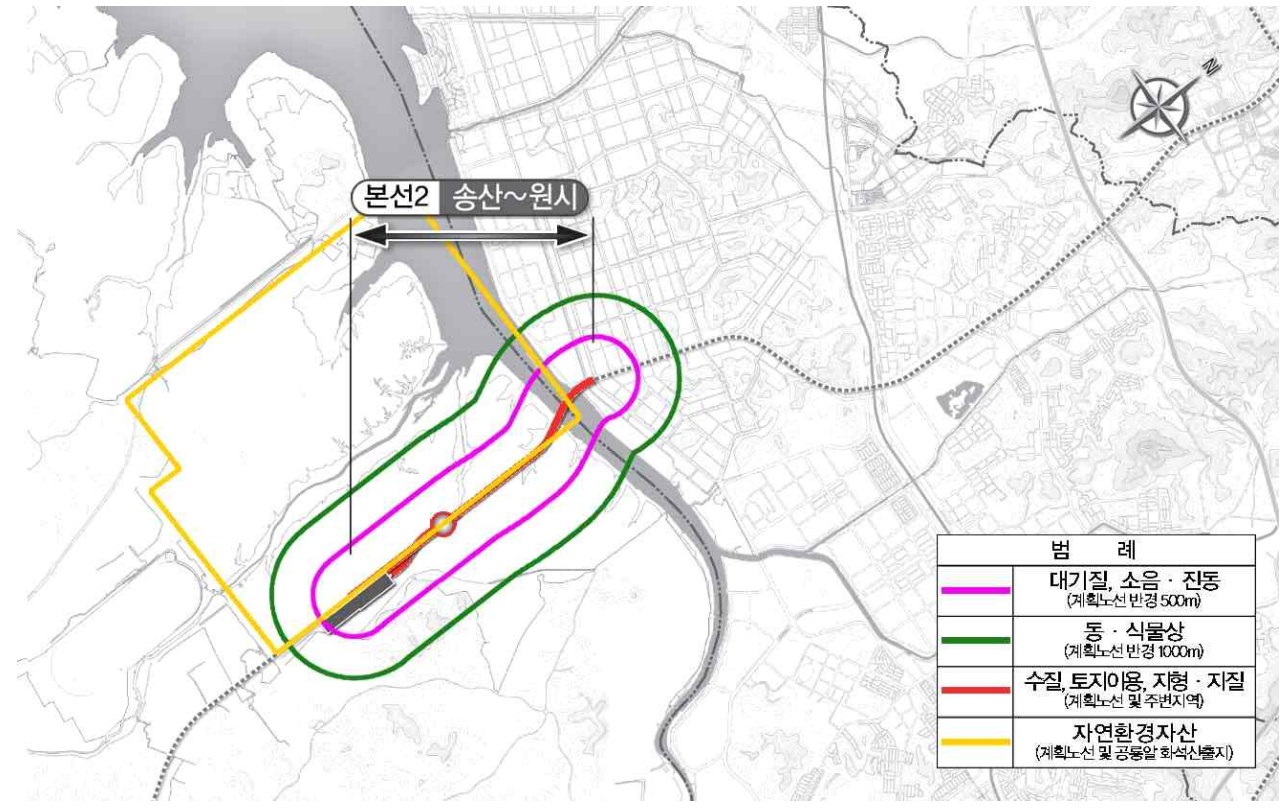 N
본선2 송산~원시
범 례
대기질, 소음 · 진동
(계획노선 반경 500m)
동 · 식물상
(계획노선 반경 1000m)
수질, 토지이용, 지형 · 지질
(계획노선 및 주변지역)
자연환경자산
(계획노선 및 공룡알 화석산출지)